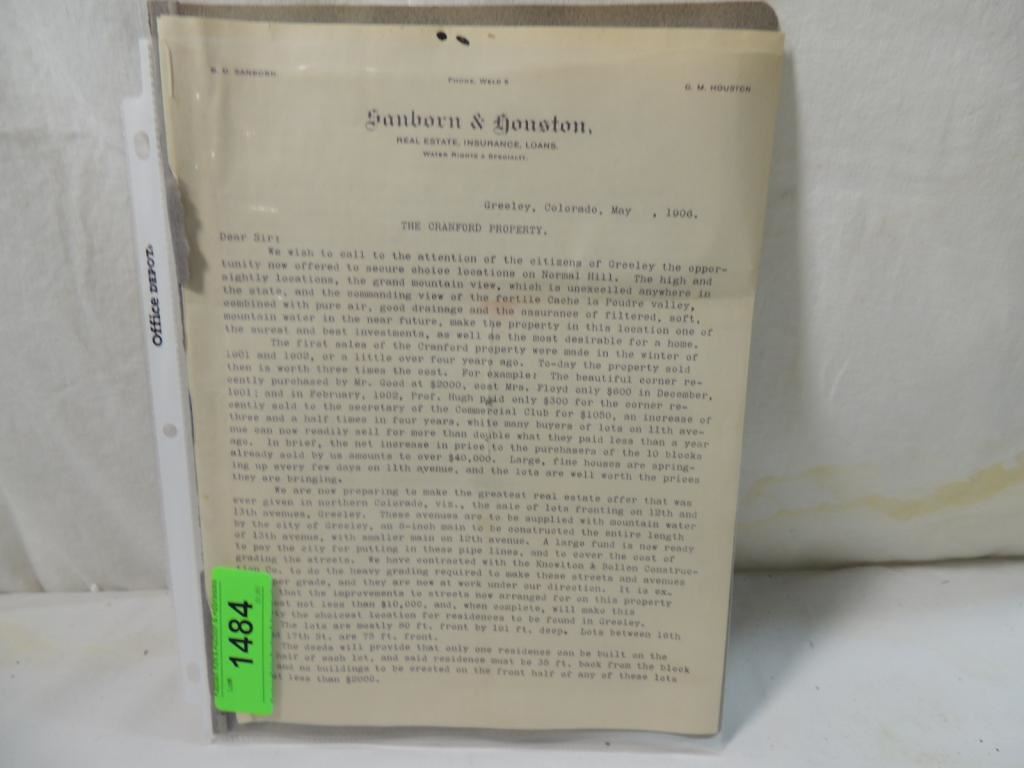 B. D. SANBORN.
PHONE, WELD 6
G. M. HOUSTON
Sanborn & Houston,
REAL ESTATE, INSURANCE, LOANS.
WATER RIGHTS A SPECIALTY.
Greeley, Colorado, May , 1906.
THE CRANFORD PROPERTY.
Dear Sir:
We wish to call to the attention of the citizens of Greeley the oppor-
tunity now offered to secure choice locations on Normal Hill. The high and
sightly locations, the grand mountain view, which is unexcelled anywhere in
the state, and the commanding view of the fertile Cache la Poudre valley,
combined with pure air, good drainage and the assurance of filtered, soft,
mountain water in the near future, make the property in this location one of
the surest and best investments, as well as the most desirable for a home.
The first sales of the Cranford property were made in the winter of
1901 and 1902, or a little over four years ago. To-day the property sold
then is worth three times the cost. For example: The beautiful corner re-
cently purchased by Mr. Good at $2000, cost Mrs. Floyd only $600 in December,
1901; and in February, 1902, Prof. Hugh paid only $300 for the corner re-
cently sold to the secretary of the Commercial Club for $1050, an increase of
three and a half times in four years, while many buyers of lots on 11th ave-
nue can now readily sell for more than double what they paid less than a year
ago. In brief, the net increase in price to the purchasers of the 10 blocks
already sold by us amounts to over $40,000. Large, fine houses are spring-
ing up every few days on 11th avenue, and the lots are well worth the prices
they are bringing.
We are now preparing to make the greatest real estate offer that was
ever given in northern Colorado, viz., the sale of lots fronting on 12th and
13th avenues, Greeley. These avenues are to be supplied with mountain water
by the city of Greeley, an 8-inch main to be constructed the entire length
of 13th avenue, with smaller main on 12th avenue. A large fund is now ready
to pay the city for putting in these pipe lines, and to cover the cost of
grading the streets. We have contracted with the Knowlton & Bollen Construc-
tion Co. to do the heavy grading required to make these streets and avenues
per grade, and they are now at work under our direction. It is ex-
that the improvements to streets now arranged for on this property
not less than $10,000, and, when complete, will make this
the choicest location for residences to be found in Greeley.
The lots are mostly 50 ft. front by 101 ft. deep. Lots between 16th
17th St. are 75 ft. front.
The deeds will provide that only one residence can be built on the
half of each lot, and said residence must be 35 ft. back from the block
and no buildings to be erected on the front half of any of these lots
less than $2000.
Office DEPOT.
Lot
1484